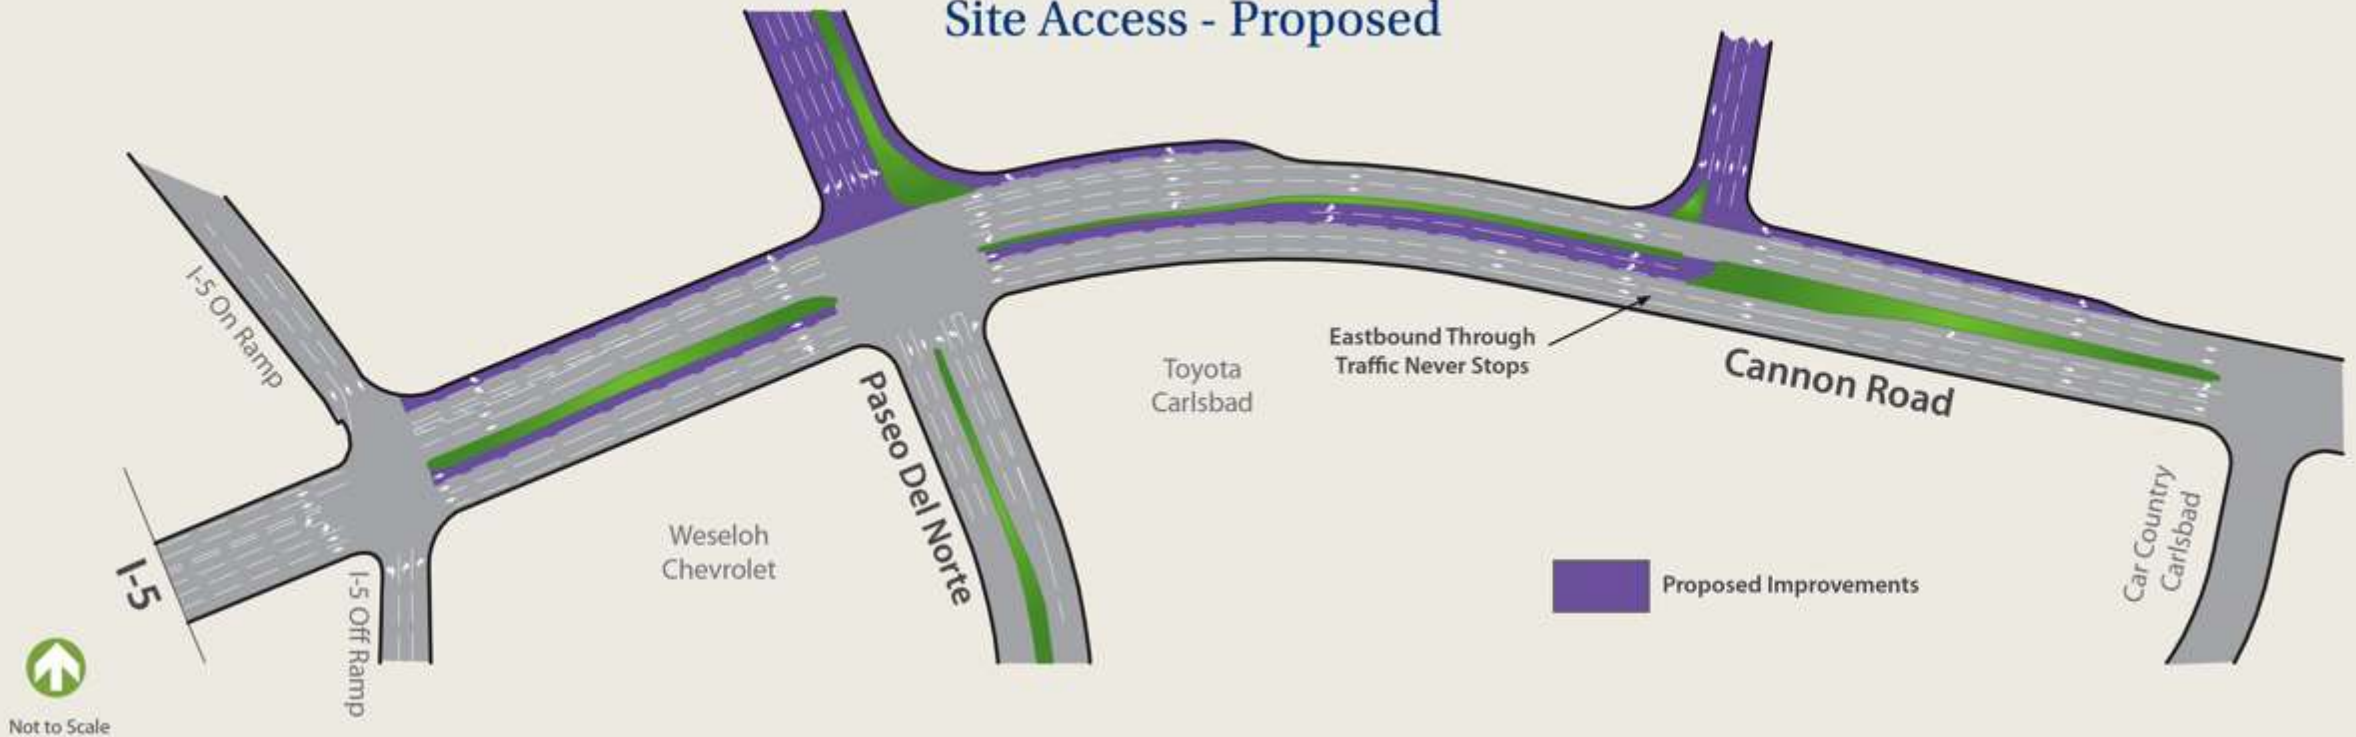 Site Access - Proposed
I-5 On Ramp
I-5
I-5 Off Ramp
Weseloh
Chevrolet
Paseo Del Norte
Toyota
Carlsbad
Eastbound Through
Traffic Never Stops
Cannon Road
Car Country
Carlsbad
Proposed Improvements
Not to Scale